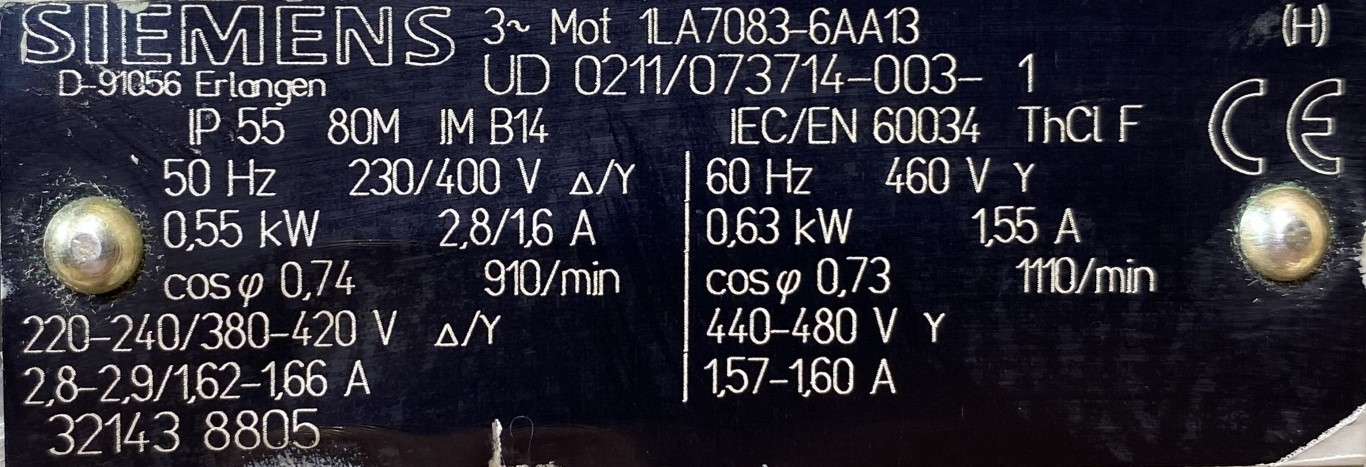 SIEMENS 3~ Mot 1LA7083-6AA13 (H)
D-91056 Erlangen UD 0211/073714-003- 1
IP 55 80M IM B14 IEC/EN 60034 ThCl F CE
50 Hz 230/400 V Δ/Y 60 Hz 460 V Y
0,55 kW 2,8/1,6 A 0,63 kW 1,55 A
cosφ 0,74 910/min cosφ 0,73 1110/min
220-240/380-420 V Δ/Y 440-480 V Y
2,8-2,9/1,62-1,66 A 1,57-1,60 A
32143 8805